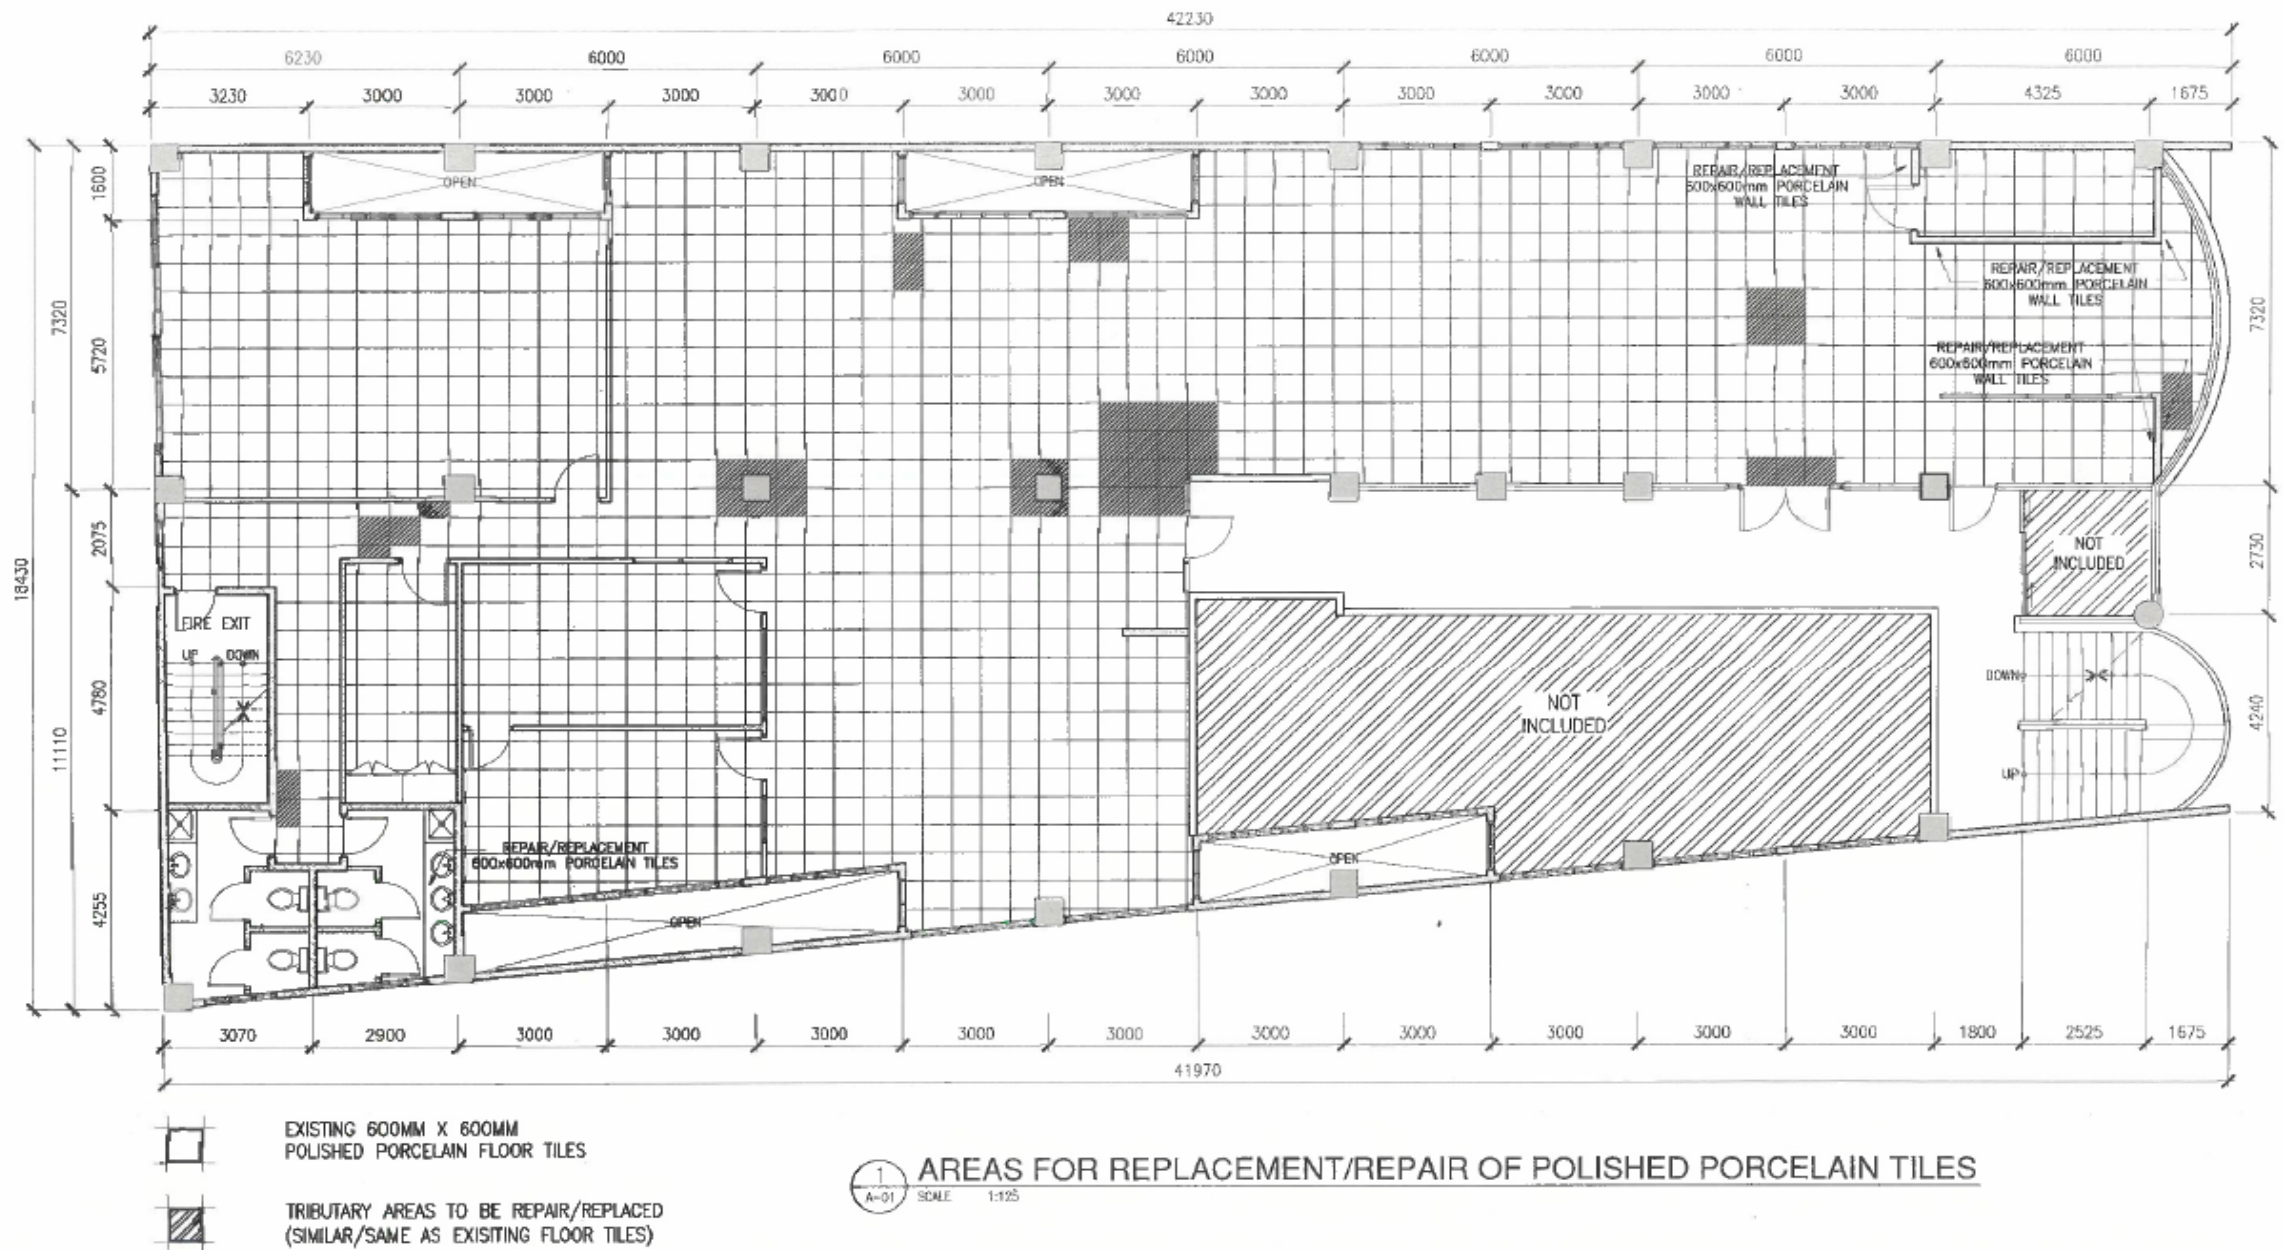 42230
6230 6000 6000 6000 6000 6000 6000
3230 3000 3000 3000 3000 3000 3000 3000 3000 3000 3000 3000 4325 1675
18430
7320
11110
1600
5720
2075
4780
4255
7320
2730
4240
OPEN
OPEN
REPAIR/REPLACEMENT
600x600mm PORCELAIN
WALL TILES
REPAIR/REPLACEMENT
600x600mm PORCELAIN
WALL TILES
REPAIR/REPLACEMENT
600x600mm PORCELAIN
WALL TILES
NOT
INCLUDED
FIRE EXIT
UP DOWN
NOT
INCLUDED
DOWN
UP
REPAIR/REPLACEMENT
600x600mm PORCELAIN TILES
OPEN
OPEN
3070 2900 3000 3000 3000 3000 3000 3000 3000 3000 3000 3000 1800 2525 1675
41970
EXISTING 600MM X 600MM
POLISHED PORCELAIN FLOOR TILES
TRIBUTARY AREAS TO BE REPAIR/REPLACED
(SIMILAR/SAME AS EXISITING FLOOR TILES)
1
A-01
AREAS FOR REPLACEMENT/REPAIR OF POLISHED PORCELAIN TILES
SCALE 1:125